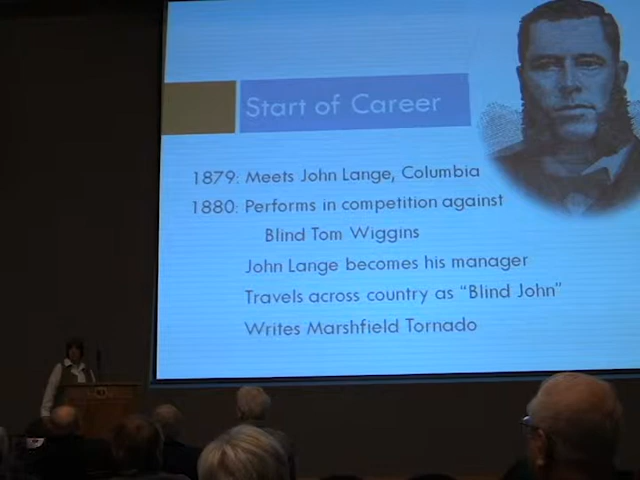 Start of Career
1879: Meets John Lange, Columbia
1880: Performs in competition against
Blind Tom Wiggins
John Lange becomes his manager
Travels across country as “Blind John”
Writes Marshfield Tornado